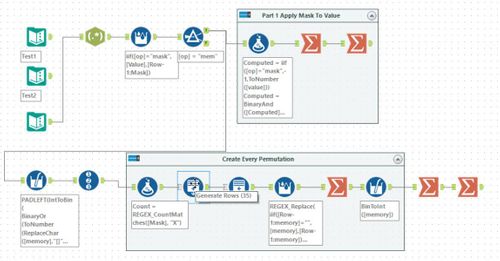 Part 1 Apply Mask To Value
Test1
Test2
iif([op]="mask",
[Value],[Row-
1:Mask])
[op] = "mem"
T
F
Computed = iif
([op]="mask",-
1,ToNumber
([value]))
Computed =
BinaryAnd
([Computed]...
Create Every Permutation
Generate Rows (35)
PADLEFT(IntToBin
(
BinaryOr
(ToNumber
(ReplaceChar
([memory],"[]"...
Count =
REGEX_CountMat
ches([Mask], "X")
REGEX_Replace(
iif([Row-
1:memory]="",
[memory],[Row-
1:memory])...
BinToInt
([memory])